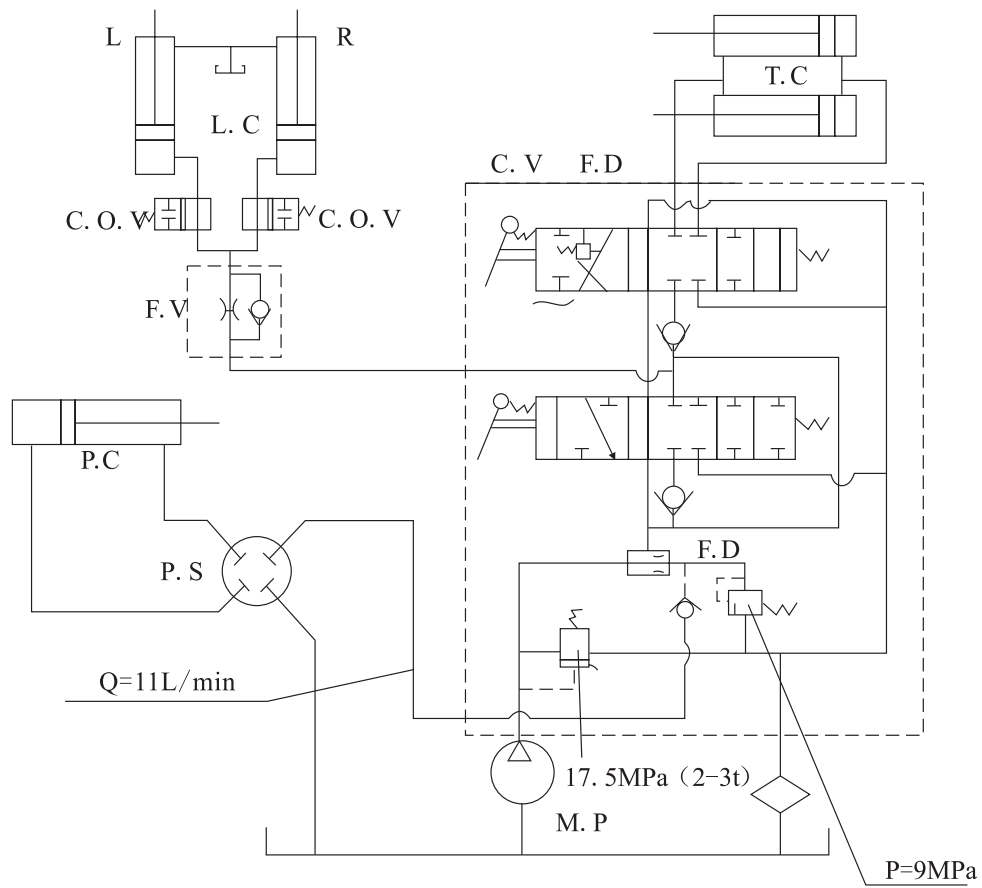 L
R
T.C
L. C
C. V F.D
C. O. V
C. O. V
F. V
P.C
F.D
P. S
Q=11L/min
17. 5MPa（2-3t）
M. P
P=9MPa